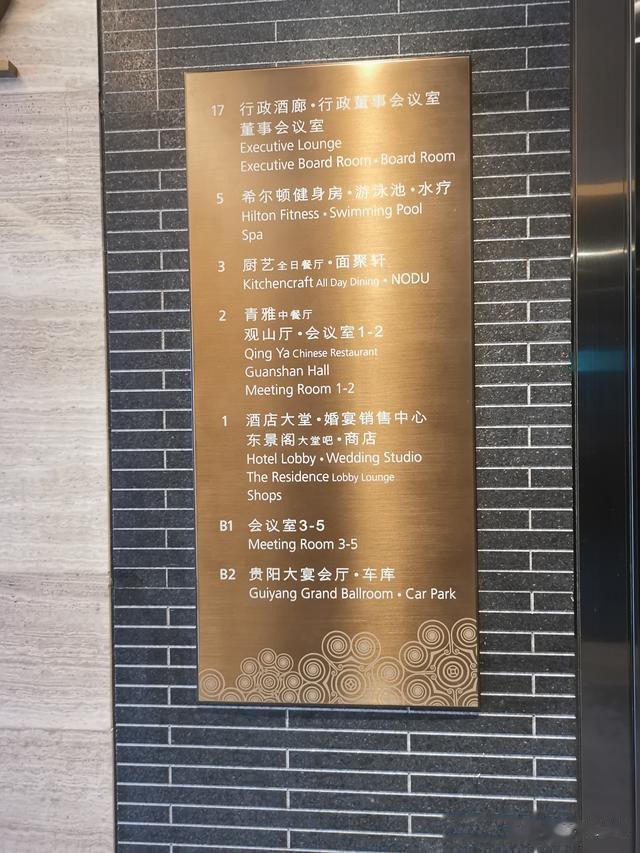 17 行政酒廊•行政董事会议室
董事会议室
Executive Lounge
Executive Board Room•Board Room
5 希尔顿健身房•游泳池•水疗
Hilton Fitness•Swimming Pool
Spa
3 厨艺全日餐厅•面聚轩
Kitchencraft All Day Dining•NODU
2 青雅中餐厅
观山厅•会议室1-2
Qing Ya Chinese Restaurant
Guanshan Hall
Meeting Room 1-2
1 酒店大堂•婚宴销售中心
东景阁大堂吧•商店
Hotel Lobby•Wedding Studio
The Residence Lobby Lounge
Shops
B1 会议室3-5
Meeting Room 3-5
B2 贵阳大宴会厅•车库
Guiyang Grand Ballroom•Car Park